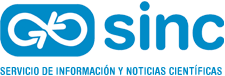 sinc
SERVICIO DE INFORMACIÓN Y NOTICIAS CIENTÍFICAS